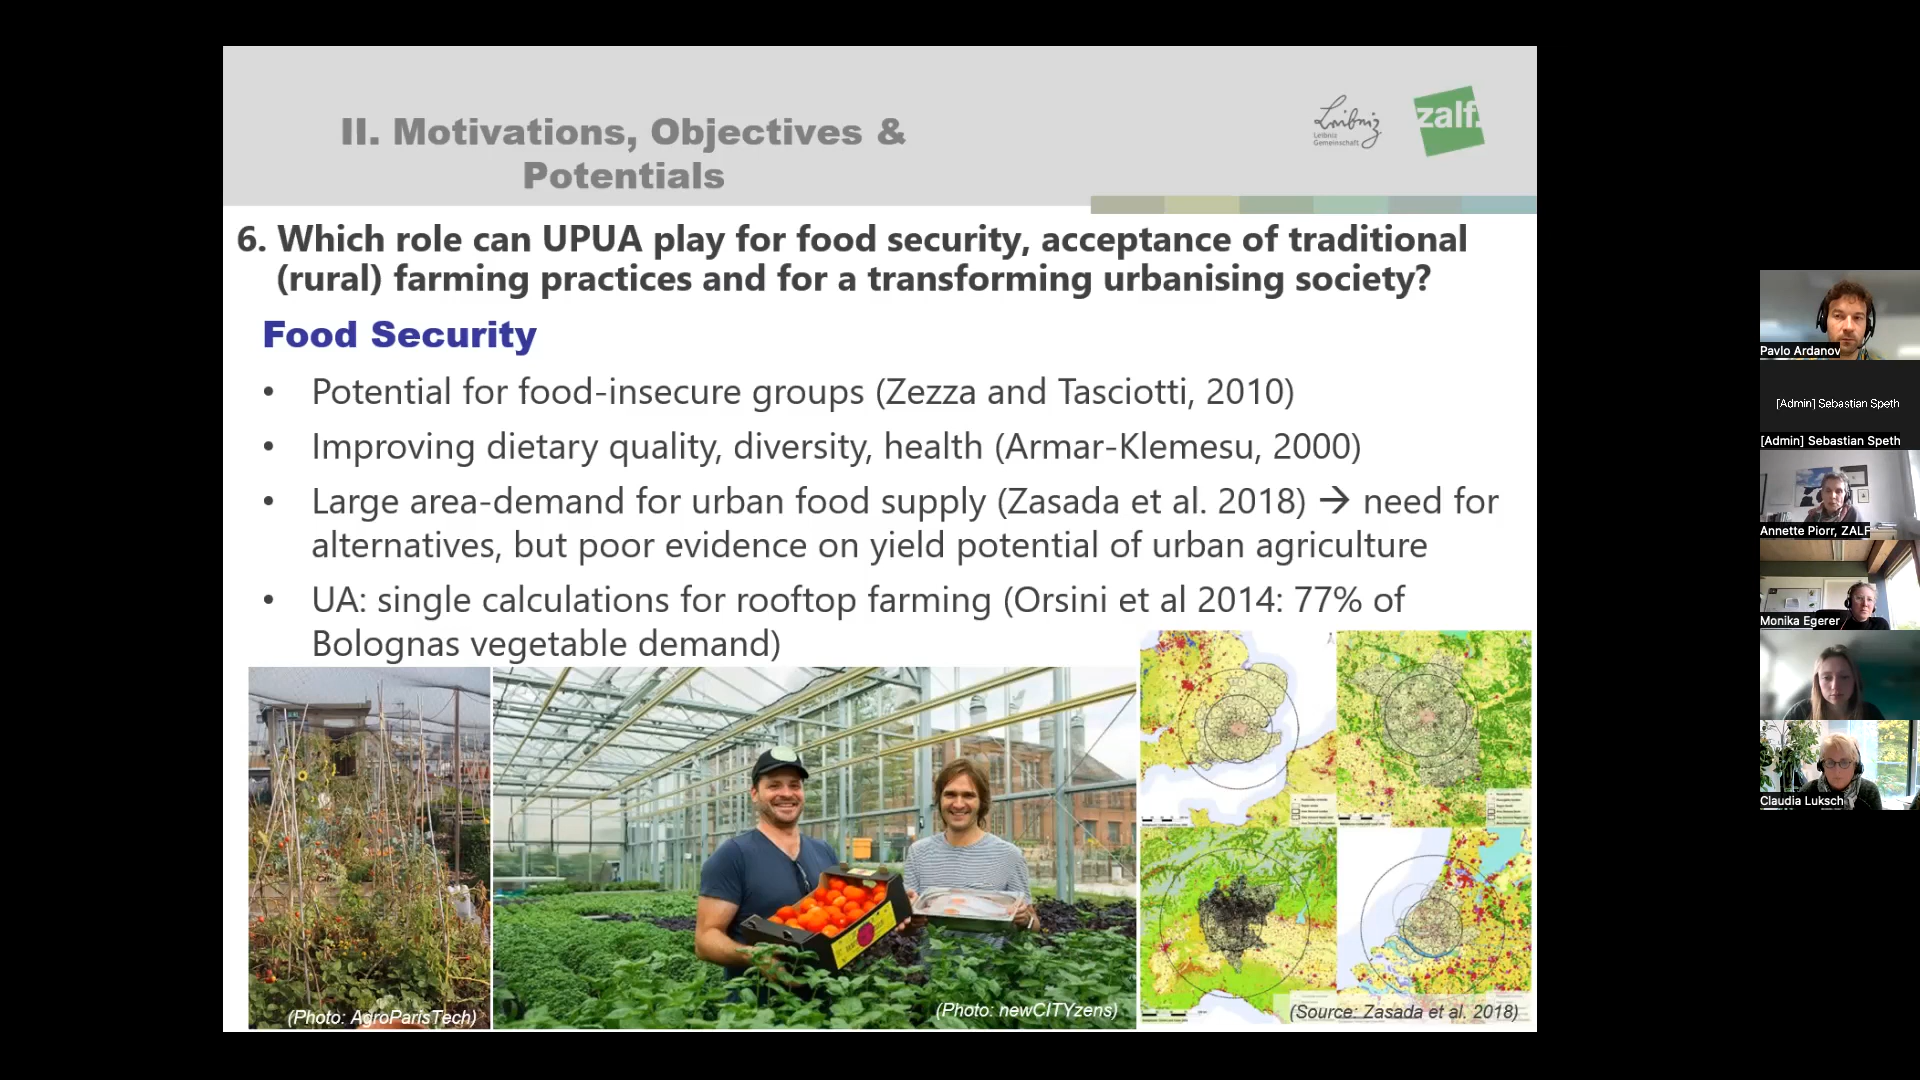 II. Motivations, Objectives &
Potentials
Leibniz
Leibniz
Gemeinschaft
zalf.
6. Which role can UPUA play for food security, acceptance of traditional
(rural) farming practices and for a transforming urbanising society?
Food Security
• Potential for food-insecure groups (Zezza and Tasciotti, 2010)
• Improving dietary quality, diversity, health (Armar-Klemesu, 2000)
• Large area-demand for urban food supply (Zasada et al. 2018) → need for
alternatives, but poor evidence on yield potential of urban agriculture
• UA: single calculations for rooftop farming (Orsini et al 2014: 77% of
Bolognas vegetable demand)
(Photo: AgroParisTech)
(Photo: newCITYzens)
(Source: Zasada et al. 2018)
Pavlo Ardanov
[Admin] Sebastian Speth
[Admin] Sebastian Speth
Annette Piorr, ZALF
Monika Egerer
Claudia Luksch